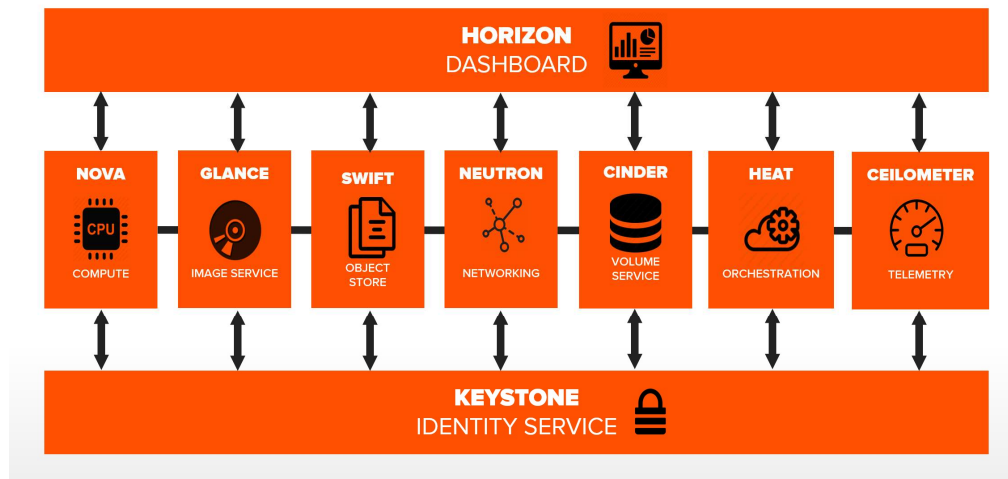 HORIZON
DASHBOARD
NOVA
CPU
COMPUTE
GLANCE
IMAGE SERVICE
SWIFT
OBJECT
STORE
NEUTRON
NETWORKING
CINDER
VOLUME
SERVICE
HEAT
ORCHESTRATION
CEILOMETER
TELEMETRY
KEYSTONE
IDENTITY SERVICE